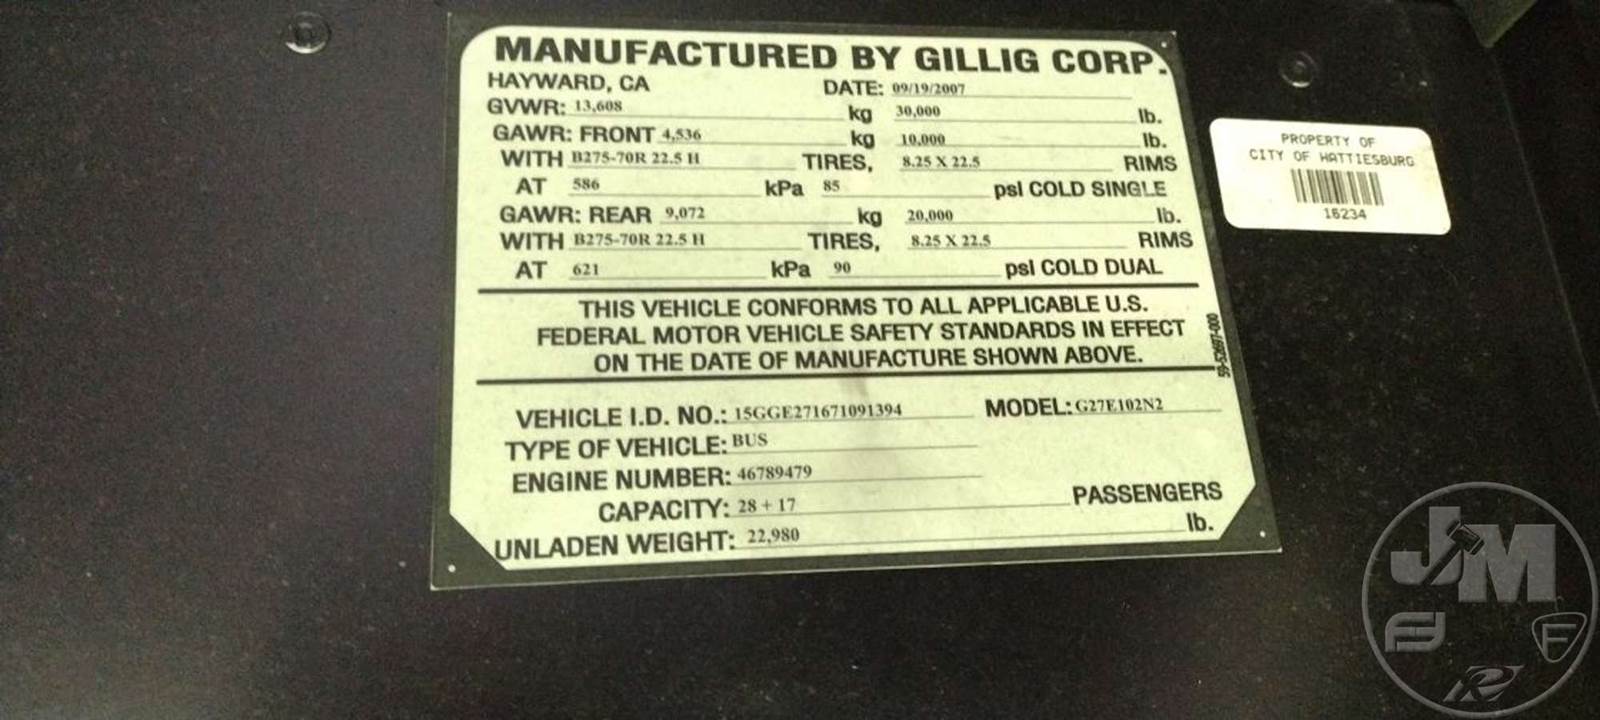 MANUFACTURED BY GILLIG CORP.
HAYWARD, CA DATE: 09/19/2007
GVWR: 13,608 kg 30,000 lb.
GAWR: FRONT 4,536 kg 10,000 lb.
WITH B275-70R 22.5 H TIRES, 8.25 X 22.5 RIMS
AT 586 kPa 85 psI COLD SINGLE
GAWR: REAR 9,072 kg 20,000 lb.
WITH B275-70R 22.5 H TIRES, 8.25 X 22.5 RIMS
AT 621 kPa 90 psI COLD DUAL
THIS VEHICLE CONFORMS TO ALL APPLICABLE U.S.
FEDERAL MOTOR VEHICLE SAFETY STANDARDS IN EFFECT
ON THE DATE OF MANUFACTURE SHOWN ABOVE.
VEHICLE I.D. NO.: 15GGE271671091394 MODEL: G27E102N2
TYPE OF VEHICLE: BUS
ENGINE NUMBER: 46789479
CAPACITY: 28 + 17 PASSENGERS
UNLADEN WEIGHT: 22,980 lb.
PROPERTY OF
CITY OF HATTIESBURG
16234
JM